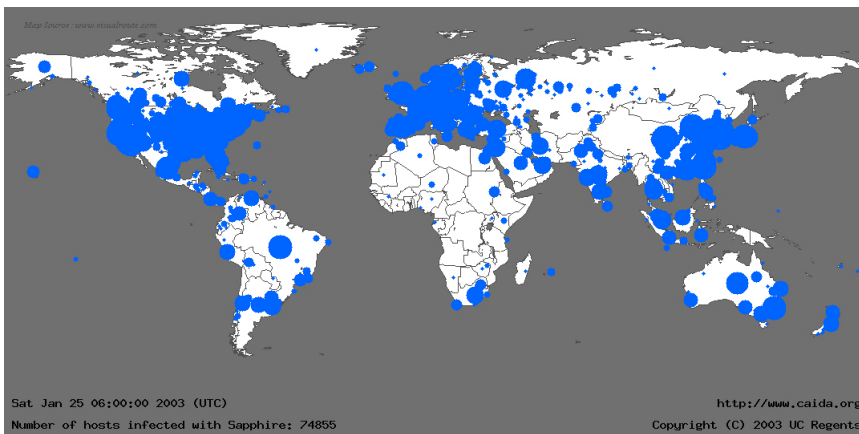 Map Source: www.visualroute.com
Sat Jan 25 06:00:00 2003 (UTC)
http://www.caida.org
Number of hosts infected with Sapphire: 74855
Copyright (C) 2003 UC Regents